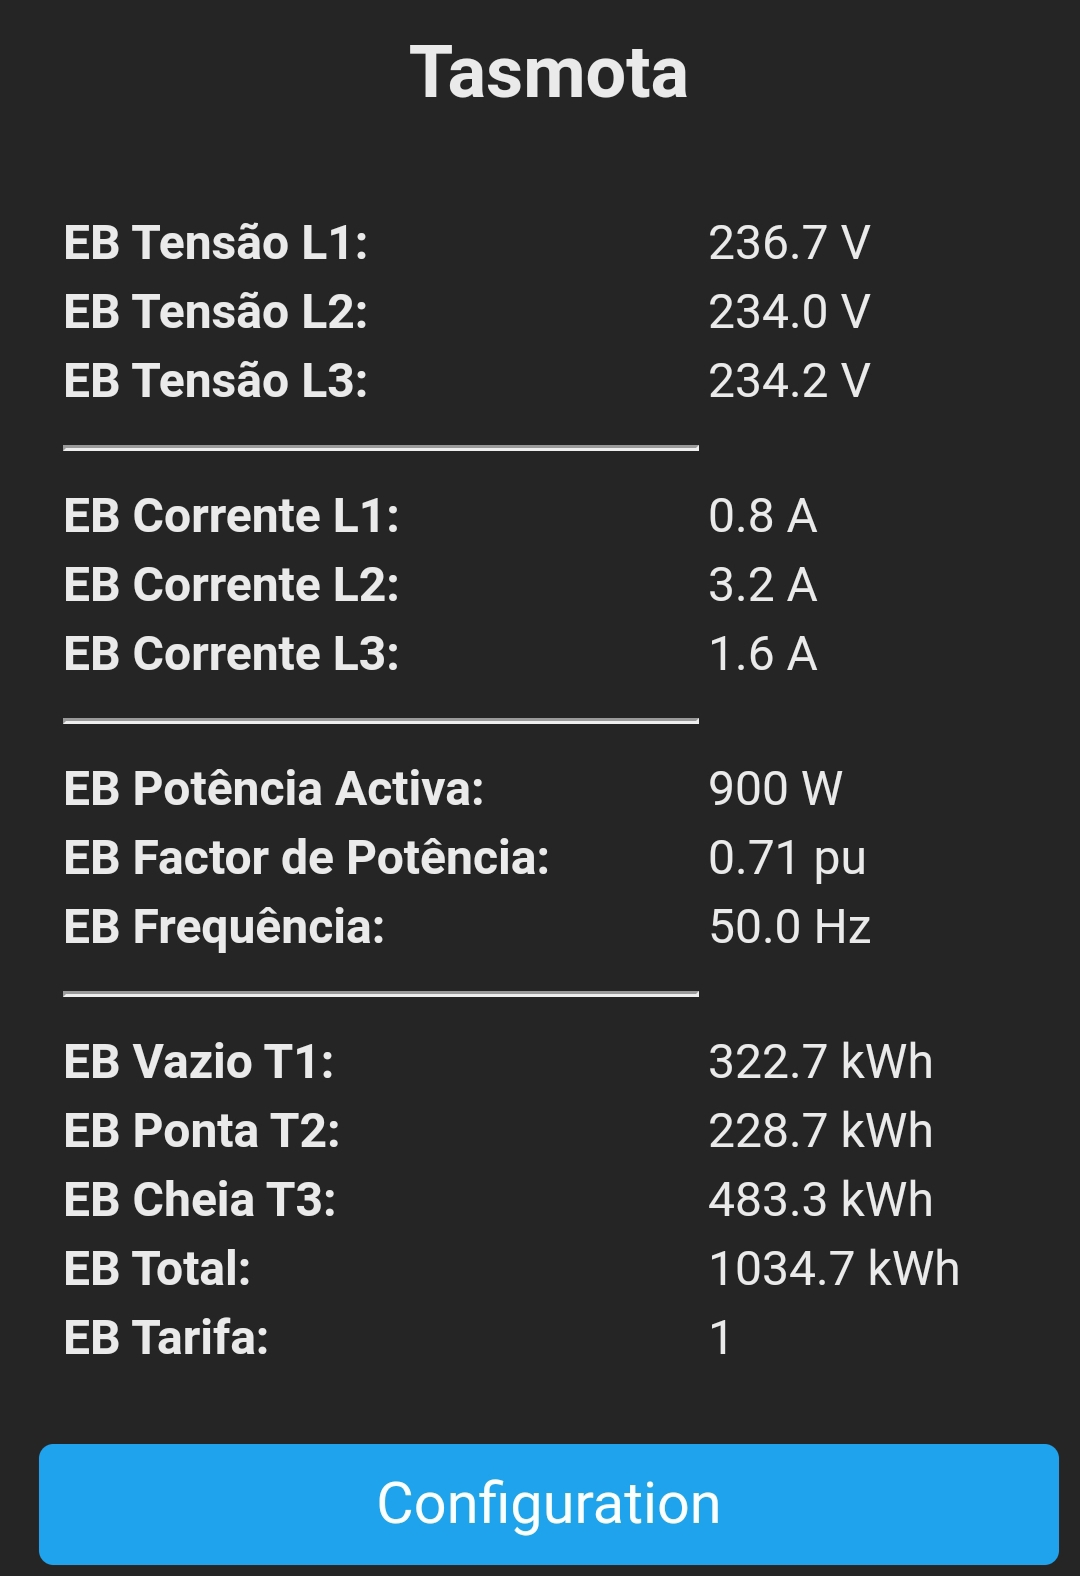 Tasmota
EB Tensão L1: 236.7 V
EB Tensão L2: 234.0 V
EB Tensão L3: 234.2 V
EB Corrente L1: 0.8 A
EB Corrente L2: 3.2 A
EB Corrente L3: 1.6 A
EB Potência Activa: 900 W
EB Factor de Potência: 0.71 pu
EB Frequência: 50.0 Hz
EB Vazio T1: 322.7 kWh
EB Ponta T2: 228.7 kWh
EB Cheia T3: 483.3 kWh
EB Total: 1034.7 kWh
EB Tarifa: 1
Configuration